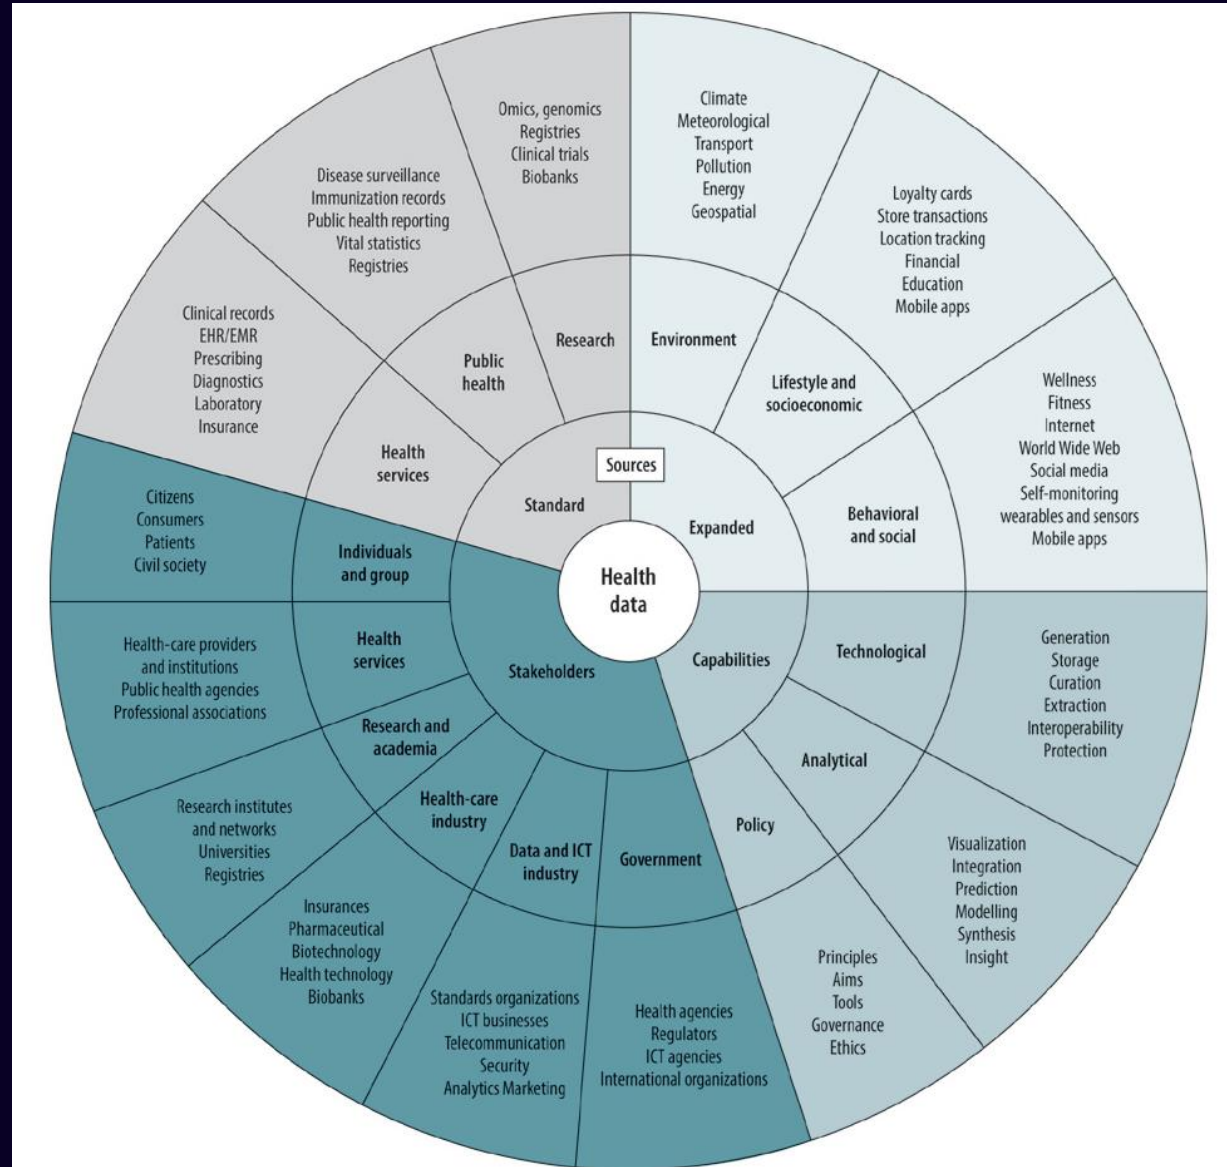 Health
data
Sources
Standard
Expanded
Capabilities
Stakeholders
Research
Omics, genomics
Registries
Clinical trials
Biobanks
Public
health
Disease surveillance
Immunization records
Public health reporting
Vital statistics
Registries
Health
services
Clinical records
EHR/EMR
Prescribing
Diagnostics
Laboratory
Insurance
Environment
Climate
Meteorological
Transport
Pollution
Energy
Geospatial
Lifestyle and
socioeconomic
Loyalty cards
Store transactions
Location tracking
Financial
Education
Mobile apps
Behavioral
and social
Wellness
Fitness
Internet
World Wide Web
Social media
Self-monitoring
wearables and sensors
Mobile apps
Technological
Generation
Storage
Curation
Extraction
Interoperability
Protection
Analytical
Visualization
Integration
Prediction
Modelling
Synthesis
Insight
Policy
Principles
Aims
Tools
Governance
Ethics
Government
Health agencies
Regulators
ICT agencies
International organizations
Data and ICT
industry
Standards organizations
ICT businesses
Telecommunication
Security
Analytics Marketing
Health-care
industry
Insurances
Pharmaceutical
Biotechnology
Health technology
Biobanks
Research and
academia
Research institutes
and networks
Universities
Registries
Health
services
Health-care providers
and institutions
Public health agencies
Professional associations
Individuals
and group
Citizens
Consumers
Patients
Civil society